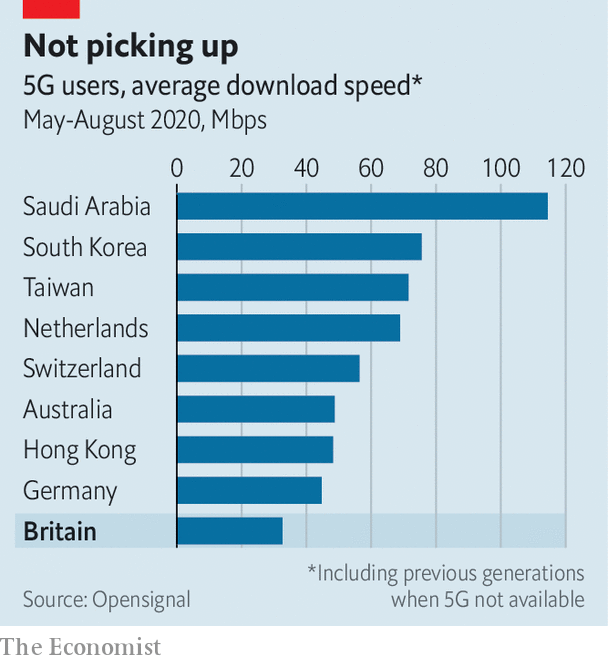 Not picking up
5G users, average download speed*
May-August 2020, Mbps
0 20 40 60 80 100 120
Saudi Arabia
South Korea
Taiwan
Netherlands
Switzerland
Australia
Hong Kong
Germany
Britain
*Including previous generations
when 5G not available
Source: Opensignal
The Economist